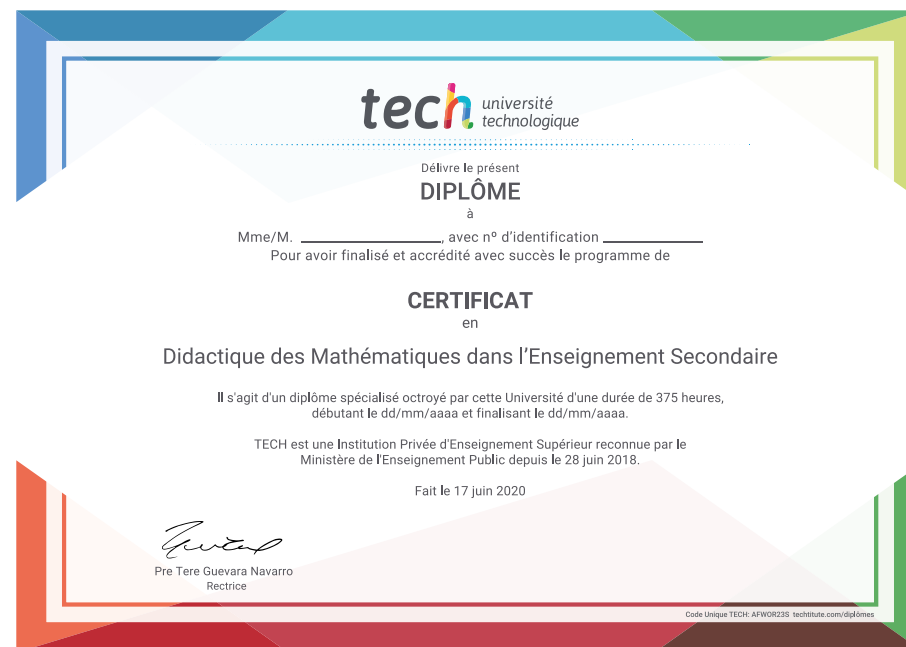 tech université
technologique
Délivre le présent
DIPLÔME
à
Mme/M. ____________________, avec nº d'identification ______________
Pour avoir finalisé et accrédité avec succès le programme de
CERTIFICAT
en
Didactique des Mathématiques dans l'Enseignement Secondaire
Il s'agit d'un diplôme spécialisé octroyé par cette Université d'une durée de 375 heures,
débutant le dd/mm/aaaa et finalisant le dd/mm/aaaa.
TECH est une Institution Privée d'Enseignement Supérieur reconnue par le
Ministère de l'Enseignement Public depuis le 28 juin 2018.
Fait le 17 juin 2020
Pre Tere Guevara Navarro
Rectrice
Code Unique TECH: AFWOR23S techtitute.com/diplômes